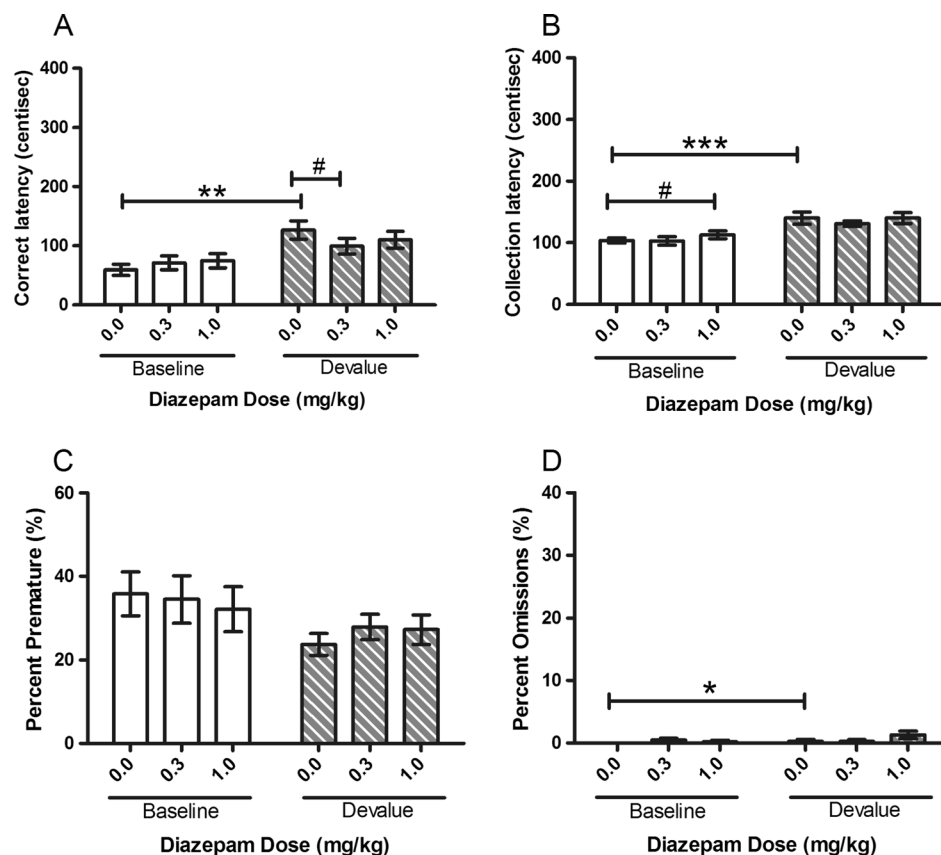 A
Correct latency (centisec)
400
300
200
100
0
**
#
0.0 0.3 1.0 0.0 0.3 1.0
Baseline Devalue
Diazepam Dose (mg/kg)
B
Collection latency (centisec)
400
300
200
100
0
***
#
0.0 0.3 1.0 0.0 0.3 1.0
Baseline Devalue
Diazepam Dose (mg/kg)
C
Percent Premature (%)
60
40
20
0
0.0 0.3 1.0 0.0 0.3 1.0
Baseline Devalue
Diazepam Dose (mg/kg)
D
Percent Omissions (%)
40
30
20
10
0
*
0.0 0.3 1.0 0.0 0.3 1.0
Baseline Devalue
Diazepam Dose (mg/kg)